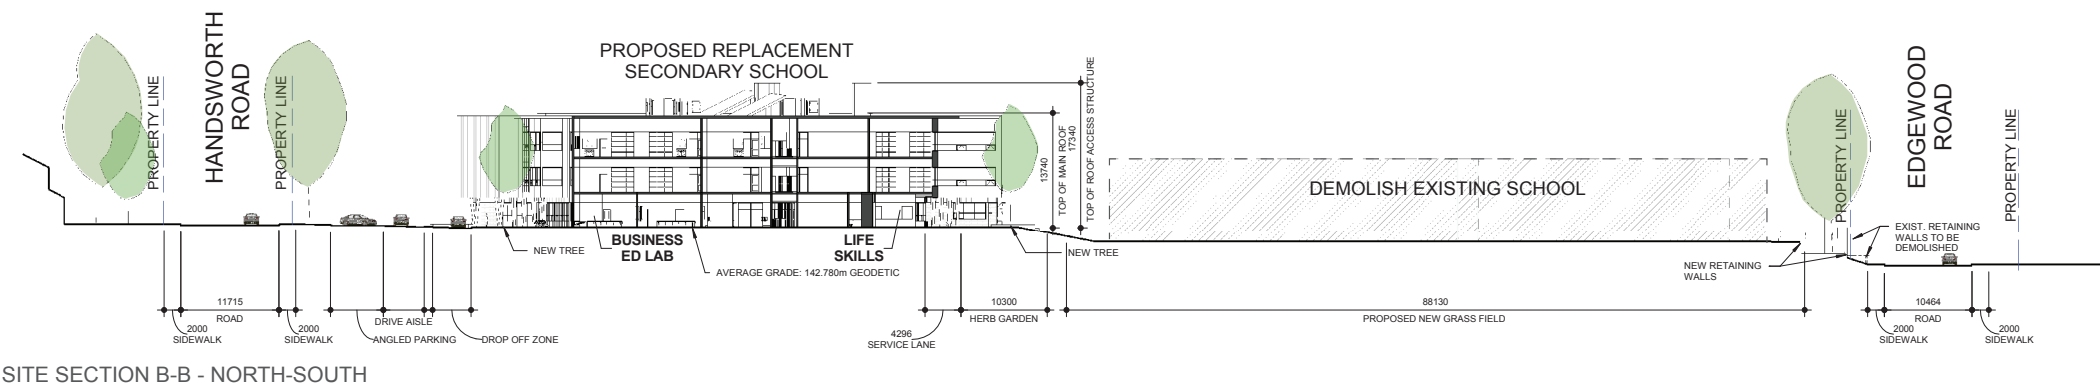 HANDSWORTH
ROAD
PROPERTY LINE
PROPERTY LINE
PROPOSED REPLACEMENT
SECONDARY SCHOOL
13740
TOP OF MAIN ROOF
17340
TOP OF ROOF ACCESS STRUCTURE
DEMOLISH EXISTING SCHOOL
PROPERTY LINE
EDGEWOOD
ROAD
PROPERTY LINE
NEW TREE
BUSINESS
ED LAB
LIFE
SKILLS
AVERAGE GRADE: 142.780m GEODETIC
NEW TREE
NEW RETAINING
WALLS
EXIST. RETAINING
WALLS TO BE
DEMOLISHED
11715
ROAD
2000
SIDEWALK
2000
SIDEWALK
DRIVE AISLE
ANGLED PARKING
DROP OFF ZONE
4296
SERVICE LANE
10300
HERB GARDEN
88130
PROPOSED NEW GRASS FIELD
2000
SIDEWALK
10464
ROAD
2000
SIDEWALK
SITE SECTION B-B - NORTH-SOUTH